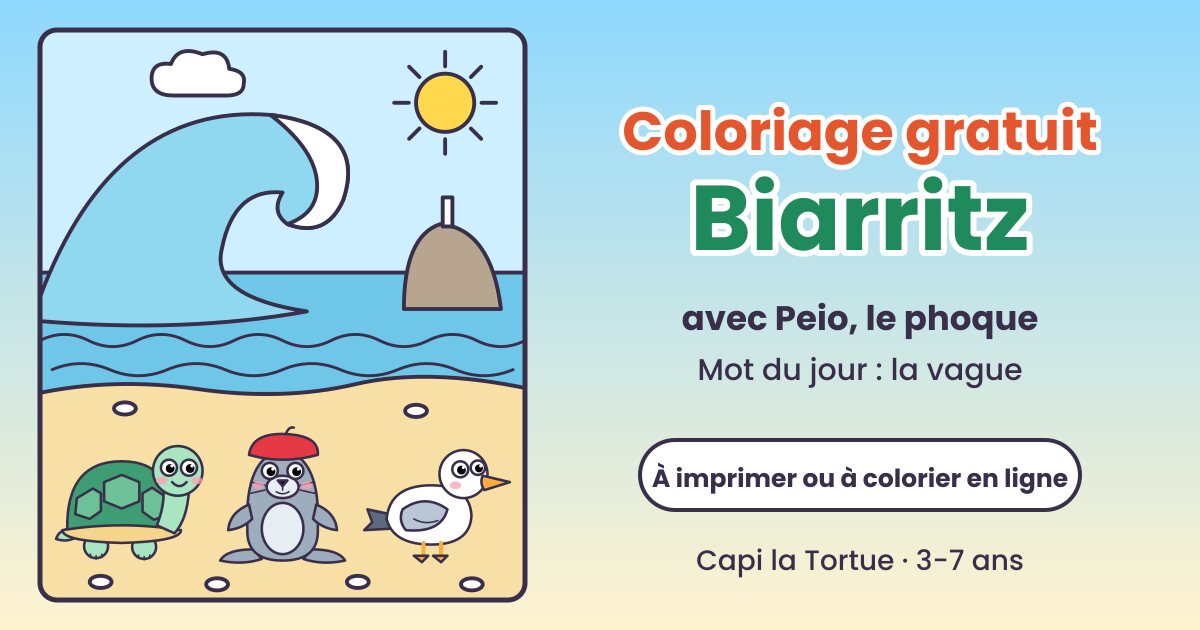 Coloriage gratuit
Biarritz
avec Peio, le phoque
Mot du jour : la vague
À imprimer ou à colorier en ligne
Capi la Tortue · 3-7 ans